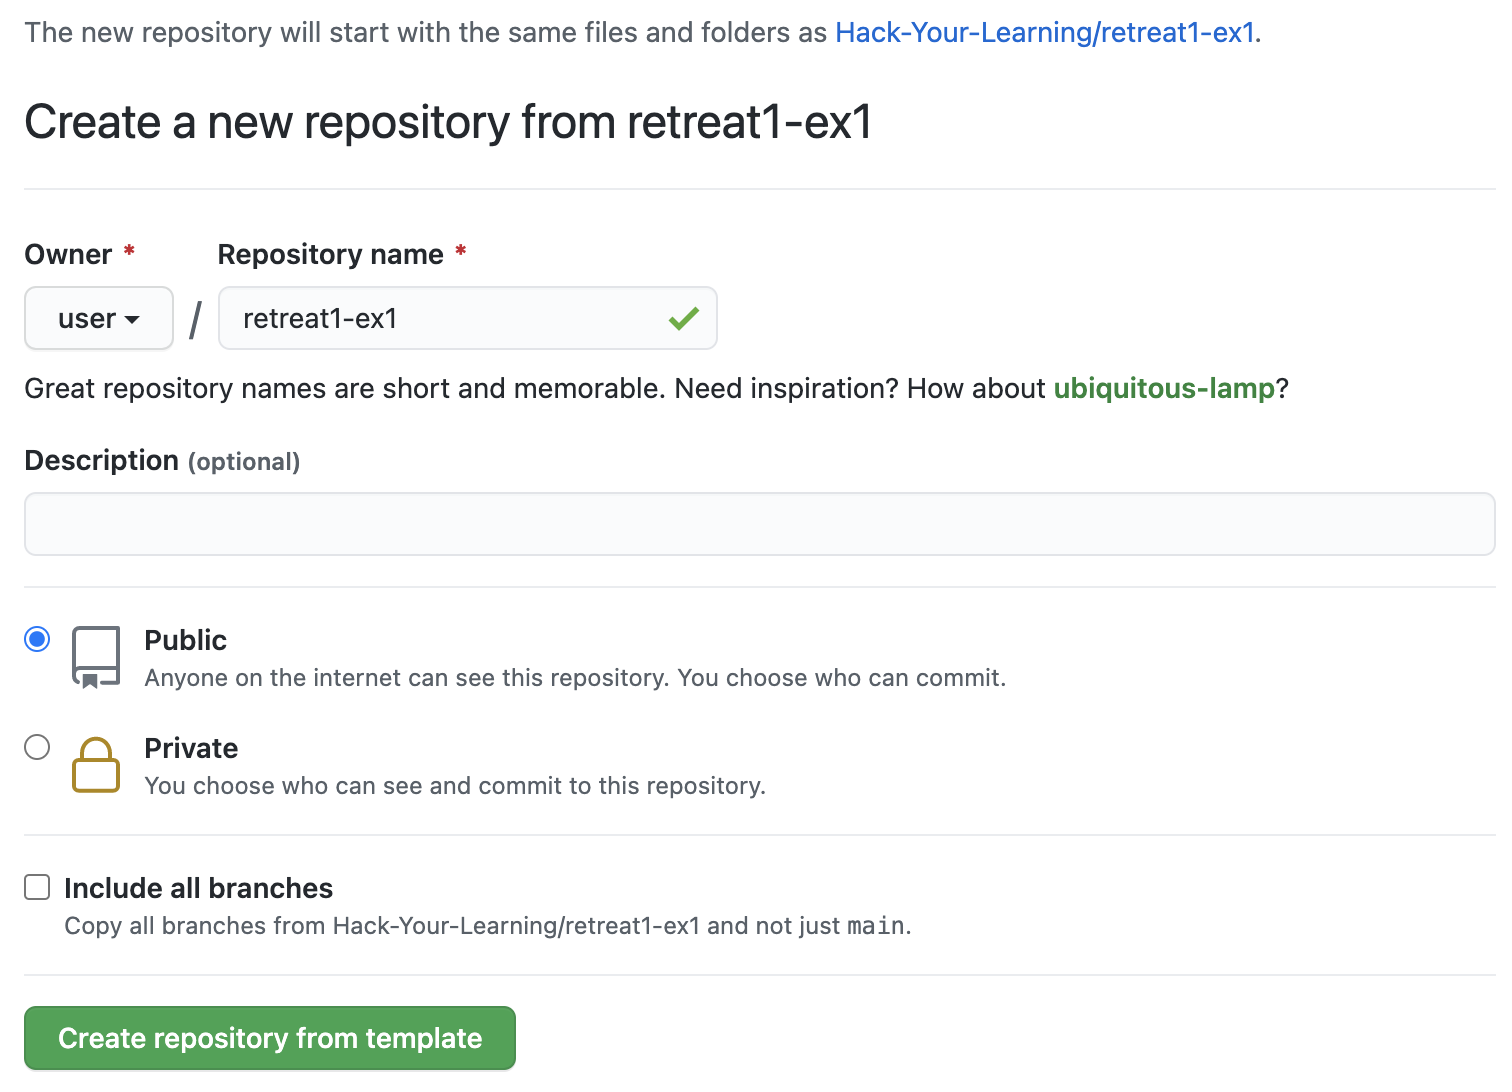 The new repository will start with the same files and folders as Hack-Your-Learning/retreat1-ex1.
Create a new repository from retreat1-ex1
Owner * Repository name *
user / retreat1-ex1
Great repository names are short and memorable. Need inspiration? How about ubiquitous-lamp?
Description (optional)
Public
Anyone on the internet can see this repository. You choose who can commit.
Private
You choose who can see and commit to this repository.
Include all branches
Copy all branches from Hack-Your-Learning/retreat1-ex1 and not just main.
Create repository from template